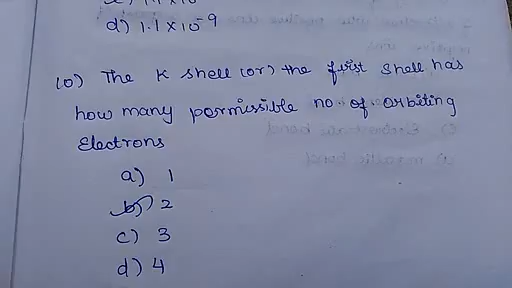 d) 1.1 × 10⁻⁹
(0) The K shell (or) the first shell has
how many permissible no. of orbiting
Electrons
a) 1
b) 2
c) 3
d) 4